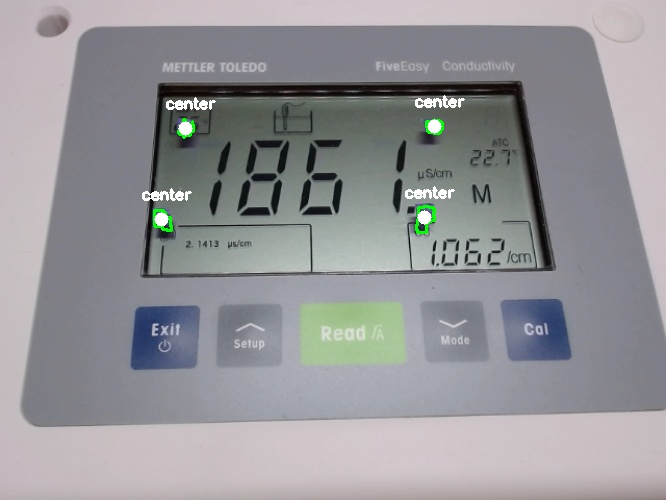 METTLER TOLEDO FiveEasy Conductivity
center center
ATC
22.7°C
1861 µS/cm
center center
M
2. 1413 µs/cm
1.062/cm
Exit Setup Read /A Mode Cal